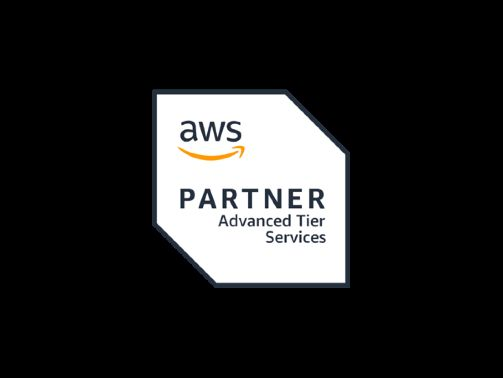 aws
PARTNER
Advanced Tier
Services